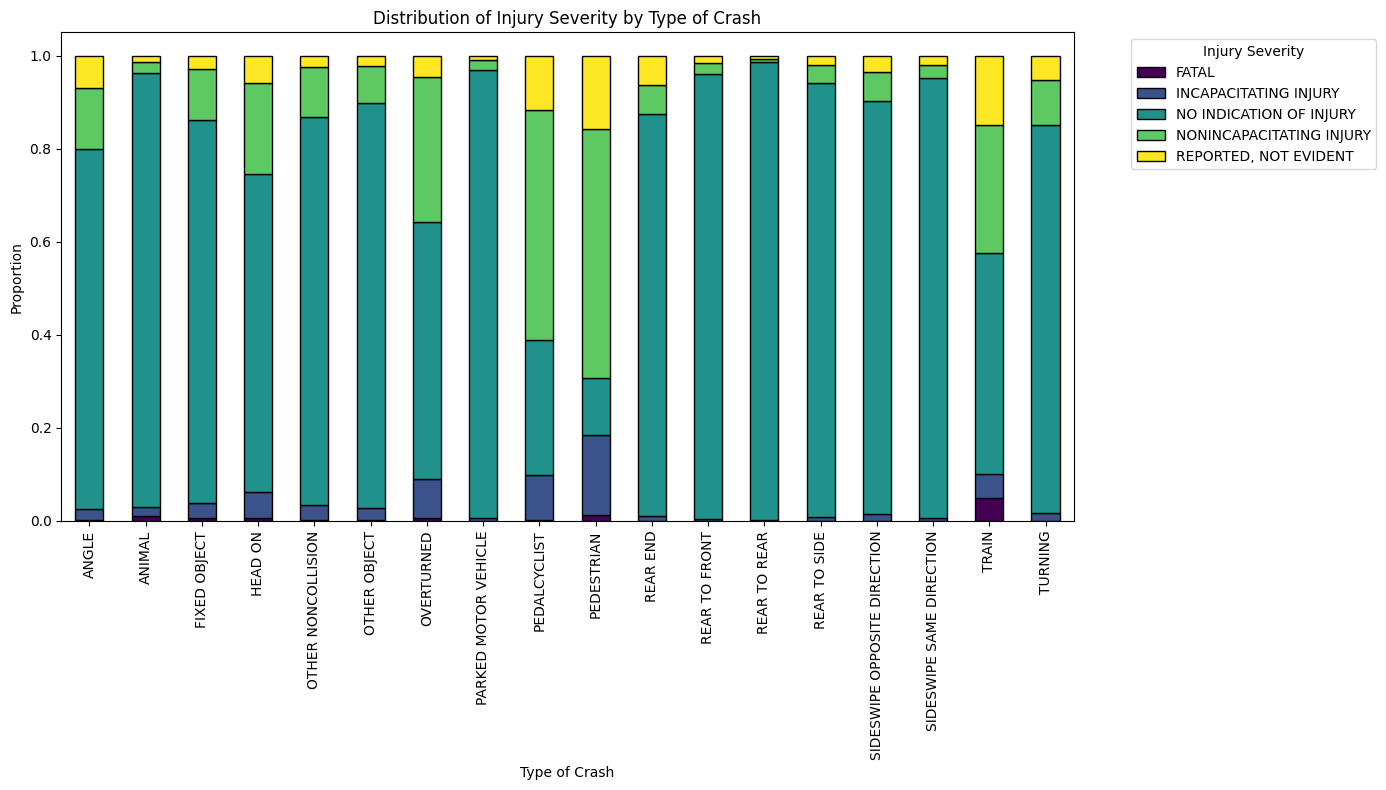 Distribution of Injury Severity by Type of Crash
Injury Severity
FATAL
INCAPACITATING INJURY
NO INDICATION OF INJURY
NONINCAPACITATING INJURY
REPORTED, NOT EVIDENT
Proportion
1.0
0.8
0.6
0.4
0.2
0.0
ANGLE
ANIMAL
FIXED OBJECT
HEAD ON
OTHER NONCOLLISION
OTHER OBJECT
OVERTURNED
PARKED MOTOR VEHICLE
PEDALCYCLIST
PEDESTRIAN
REAR END
REAR TO FRONT
REAR TO REAR
REAR TO SIDE
SIDESWIPE OPPOSITE DIRECTION
SIDESWIPE SAME DIRECTION
TRAIN
TURNING
Type of Crash